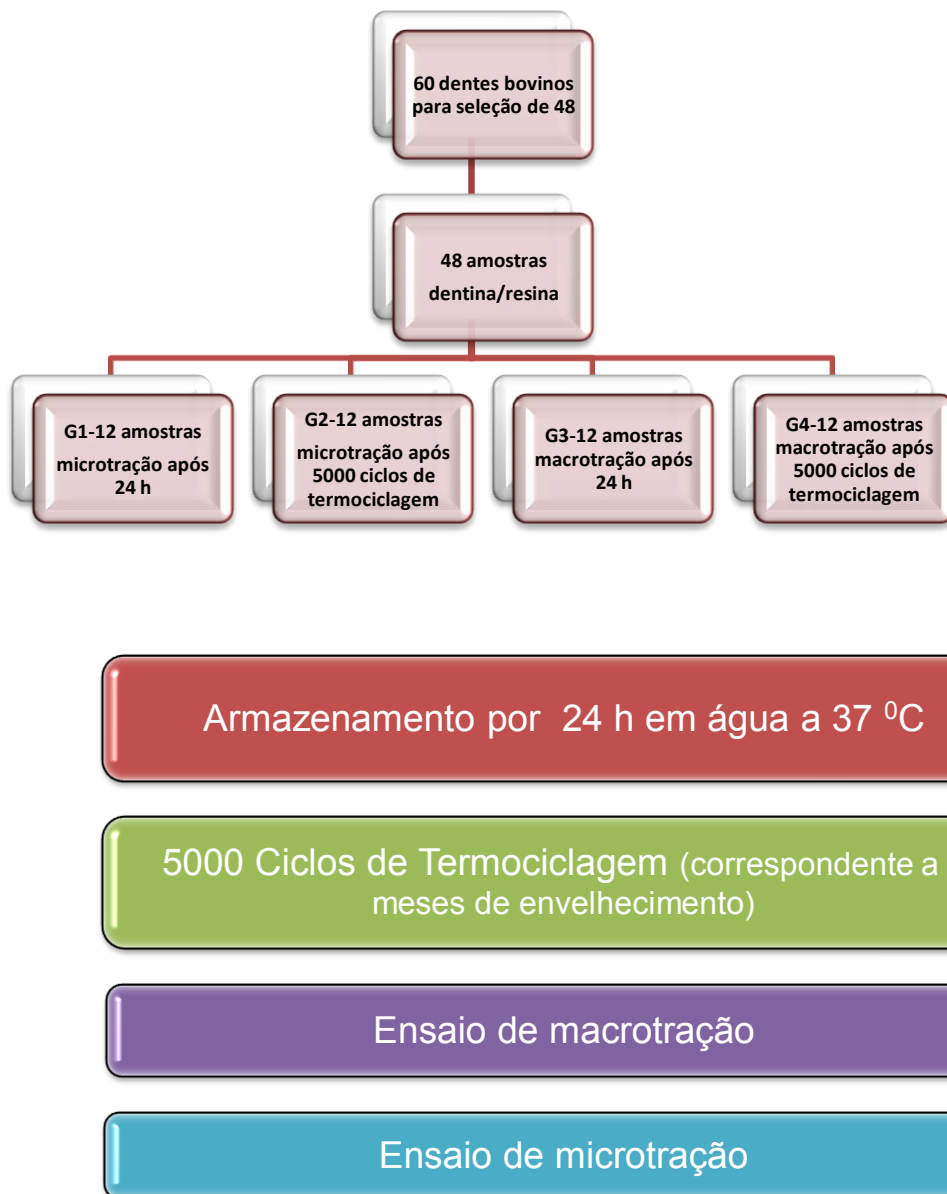 60 dentes bovinos
para seleção de 48
48 amostras
dentina/resina
G1-12 amostras
microtração após
24 h
G2-12 amostras
microtração após
5000 ciclos de
termociclagem
G3-12 amostras
macrotração após
24 h
G4-12 amostras
macrotração após
5000 ciclos de
termociclagem
Armazenamento por 24 h em água a 37 ⁰C
5000 Ciclos de Termociclagem (correspondente a
meses de envelhecimento)
Ensaio de macrotração
Ensaio de microtração